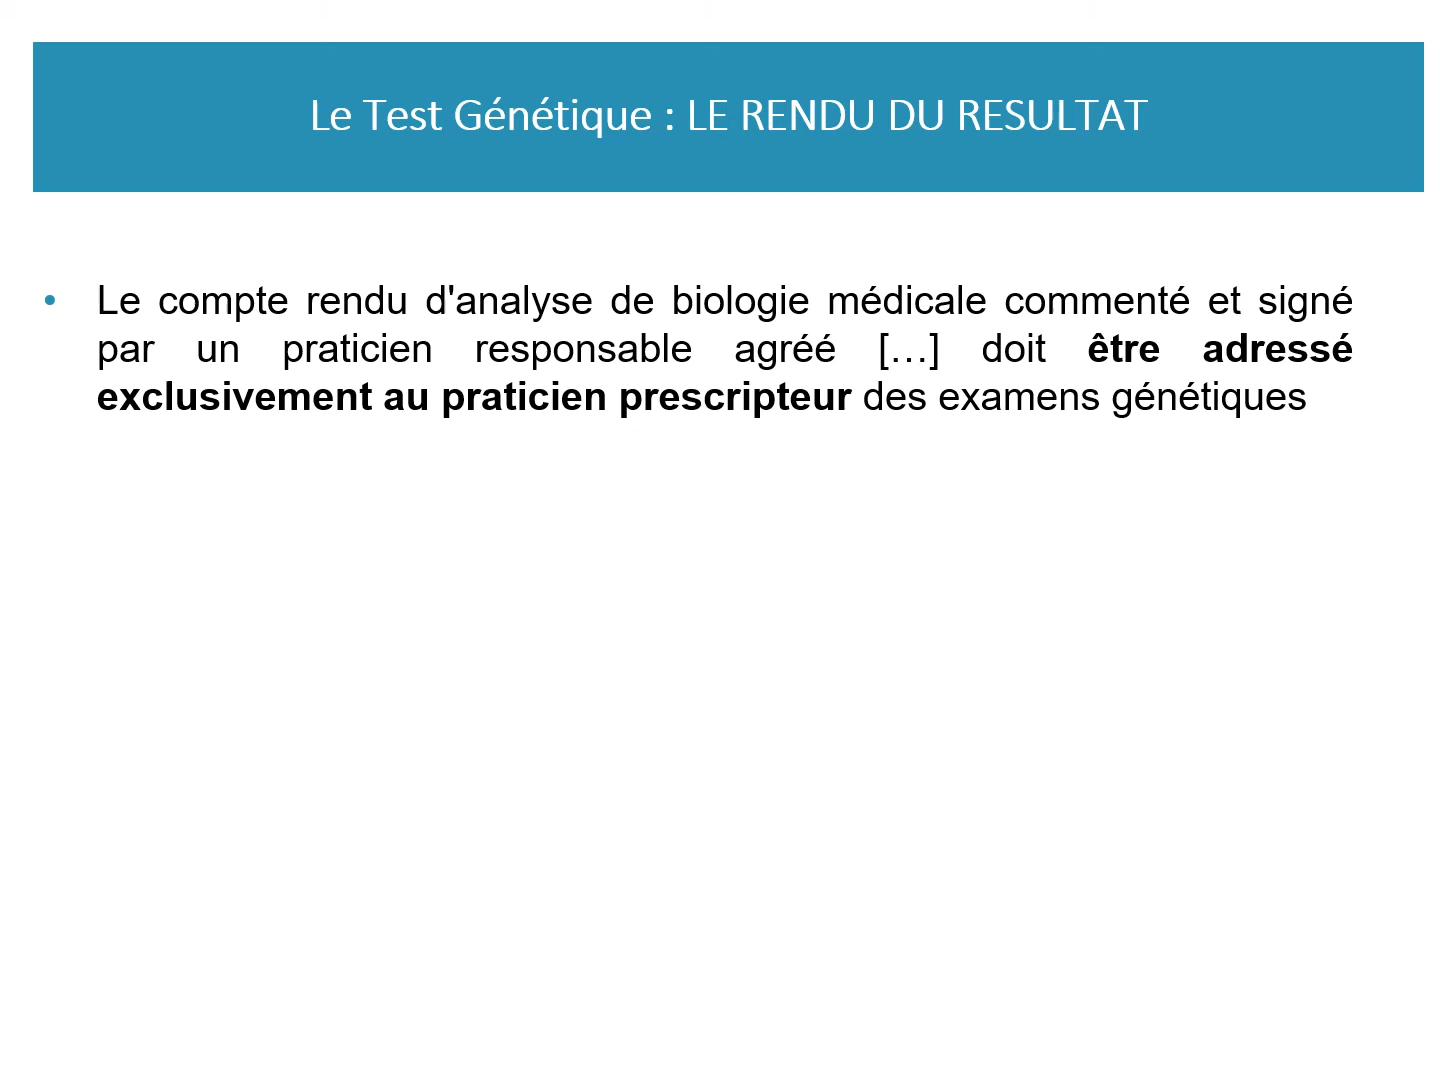 Le Test Génétique : LE RENDU DU RESULTAT
• Le compte rendu d'analyse de biologie médicale commenté et signé
par un praticien responsable agréé […] doit être adressé
exclusivement au praticien prescripteur des examens génétiques